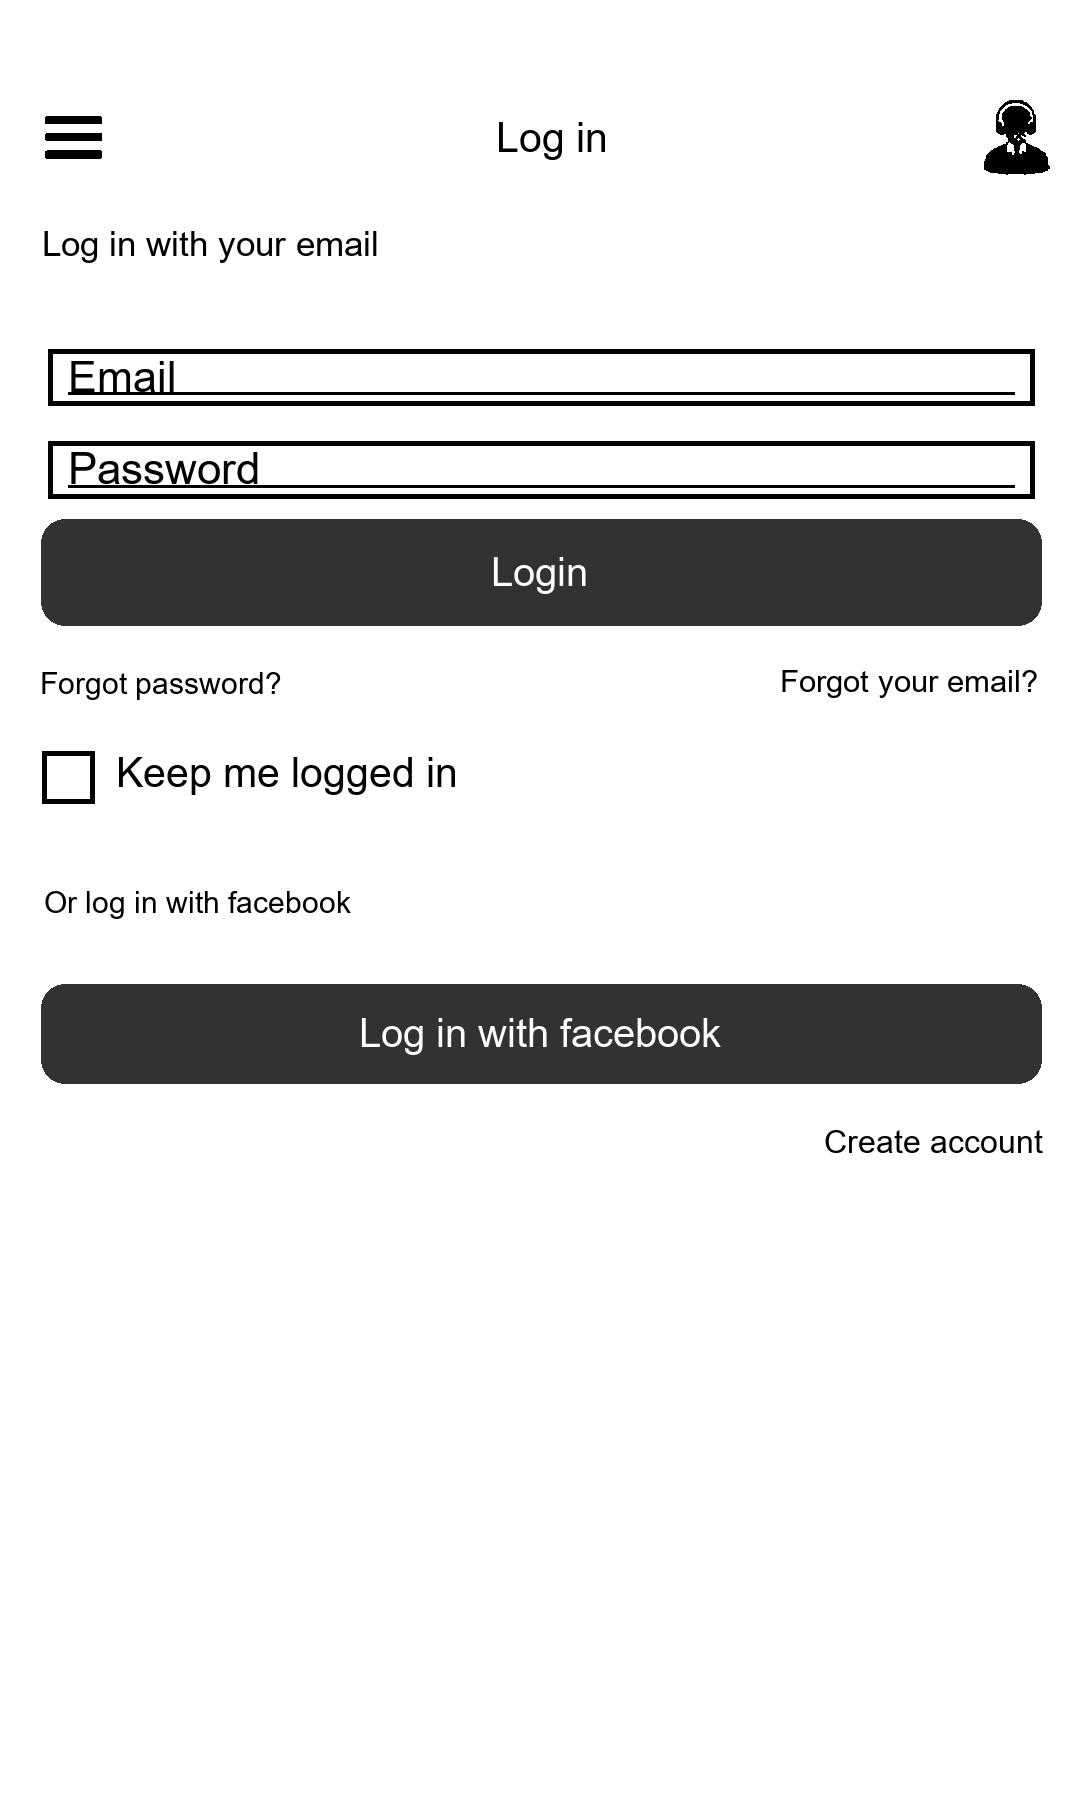 Log in
Log in with your email
Email
Password
Login
Forgot password?
Forgot your email?
Keep me logged in
Or log in with facebook
Log in with facebook
Create account